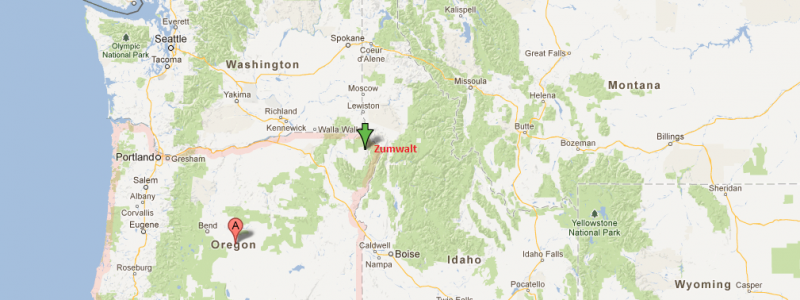 Kalispell
Seattle
Olympic
National Park
Tacoma
Spokane
Coeur
d'Alene
Great Falls
Washington
Montana
Missoula
Yakima
Moscow
Helena
Lewiston
Richland
Kennewick
Walla Wall
Butte
Billings
Bozeman
Zumwalt
Portland
Gresham
Salem
Albany
Corvallis
Eugene
Sheridan
Bend
A
Oregon
Yellowstone
National Park
Caldwell
Boise
Nampa
Idaho
Idaho Falls
Roseburg
Pocatello
Wyoming
Casper
Twin Falls